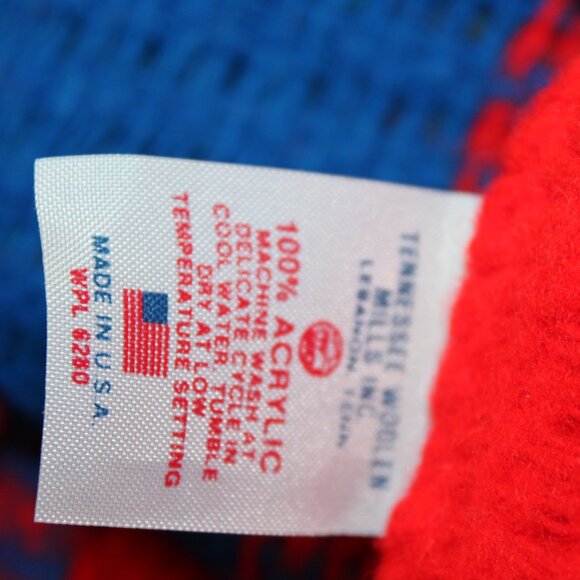 TENNESSEE WOOLEN
MILLS INC.
LEBANON TENN
100% ACRYLIC
MACHINE WASH AT
DELICATE CYCLE IN
COOL WATER, TUMBLE
DRY AT LOW
TEMPERATURE SETTING
MADE IN U.S.A.
WPL 6280